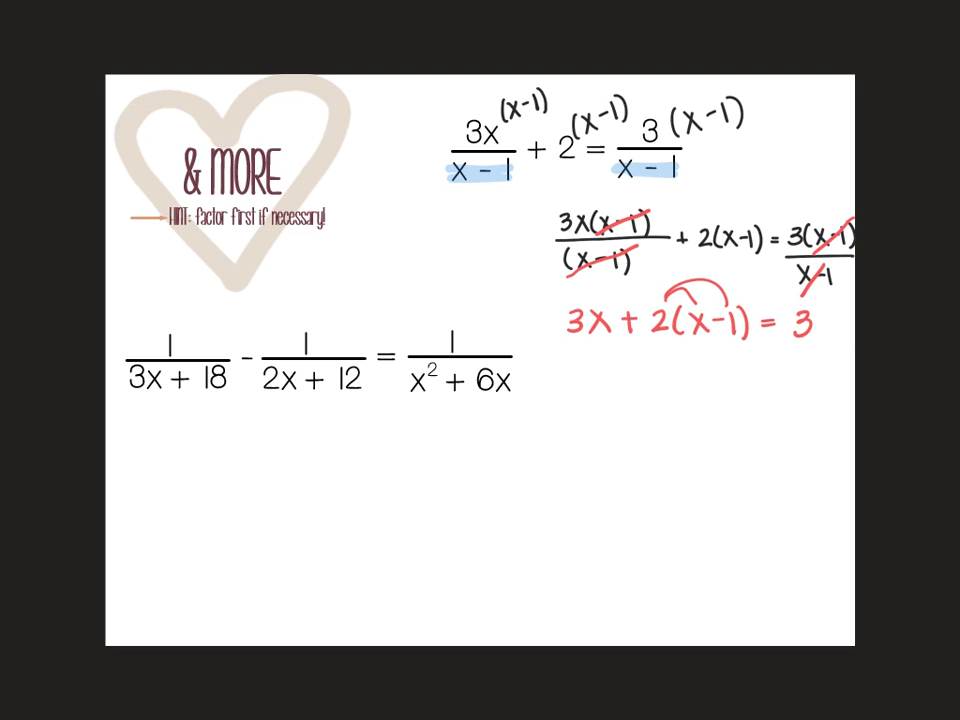 & MORE
HINT: factor first if necessary!
3x (x-1) + 2 (x-1) = 3 (x-1)
x - 1 x - 1
3x(x-1) + 2(x-1) = 3(x-1)
(x-1) x-1
3x + 2(x-1) = 3
1 - 1 = 1
3x + 18 2x + 12 x² + 6x